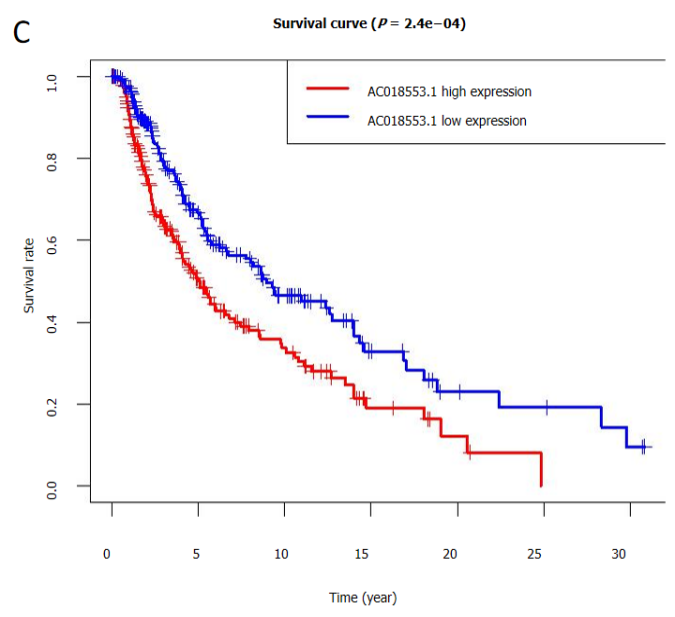 C
Survival curve (P = 2.4e−04)
AC018553.1 high expression
AC018553.1 low expression
Survival rate
1.0
0.8
0.6
0.4
0.2
0.0
0 5 10 15 20 25 30
Time (year)